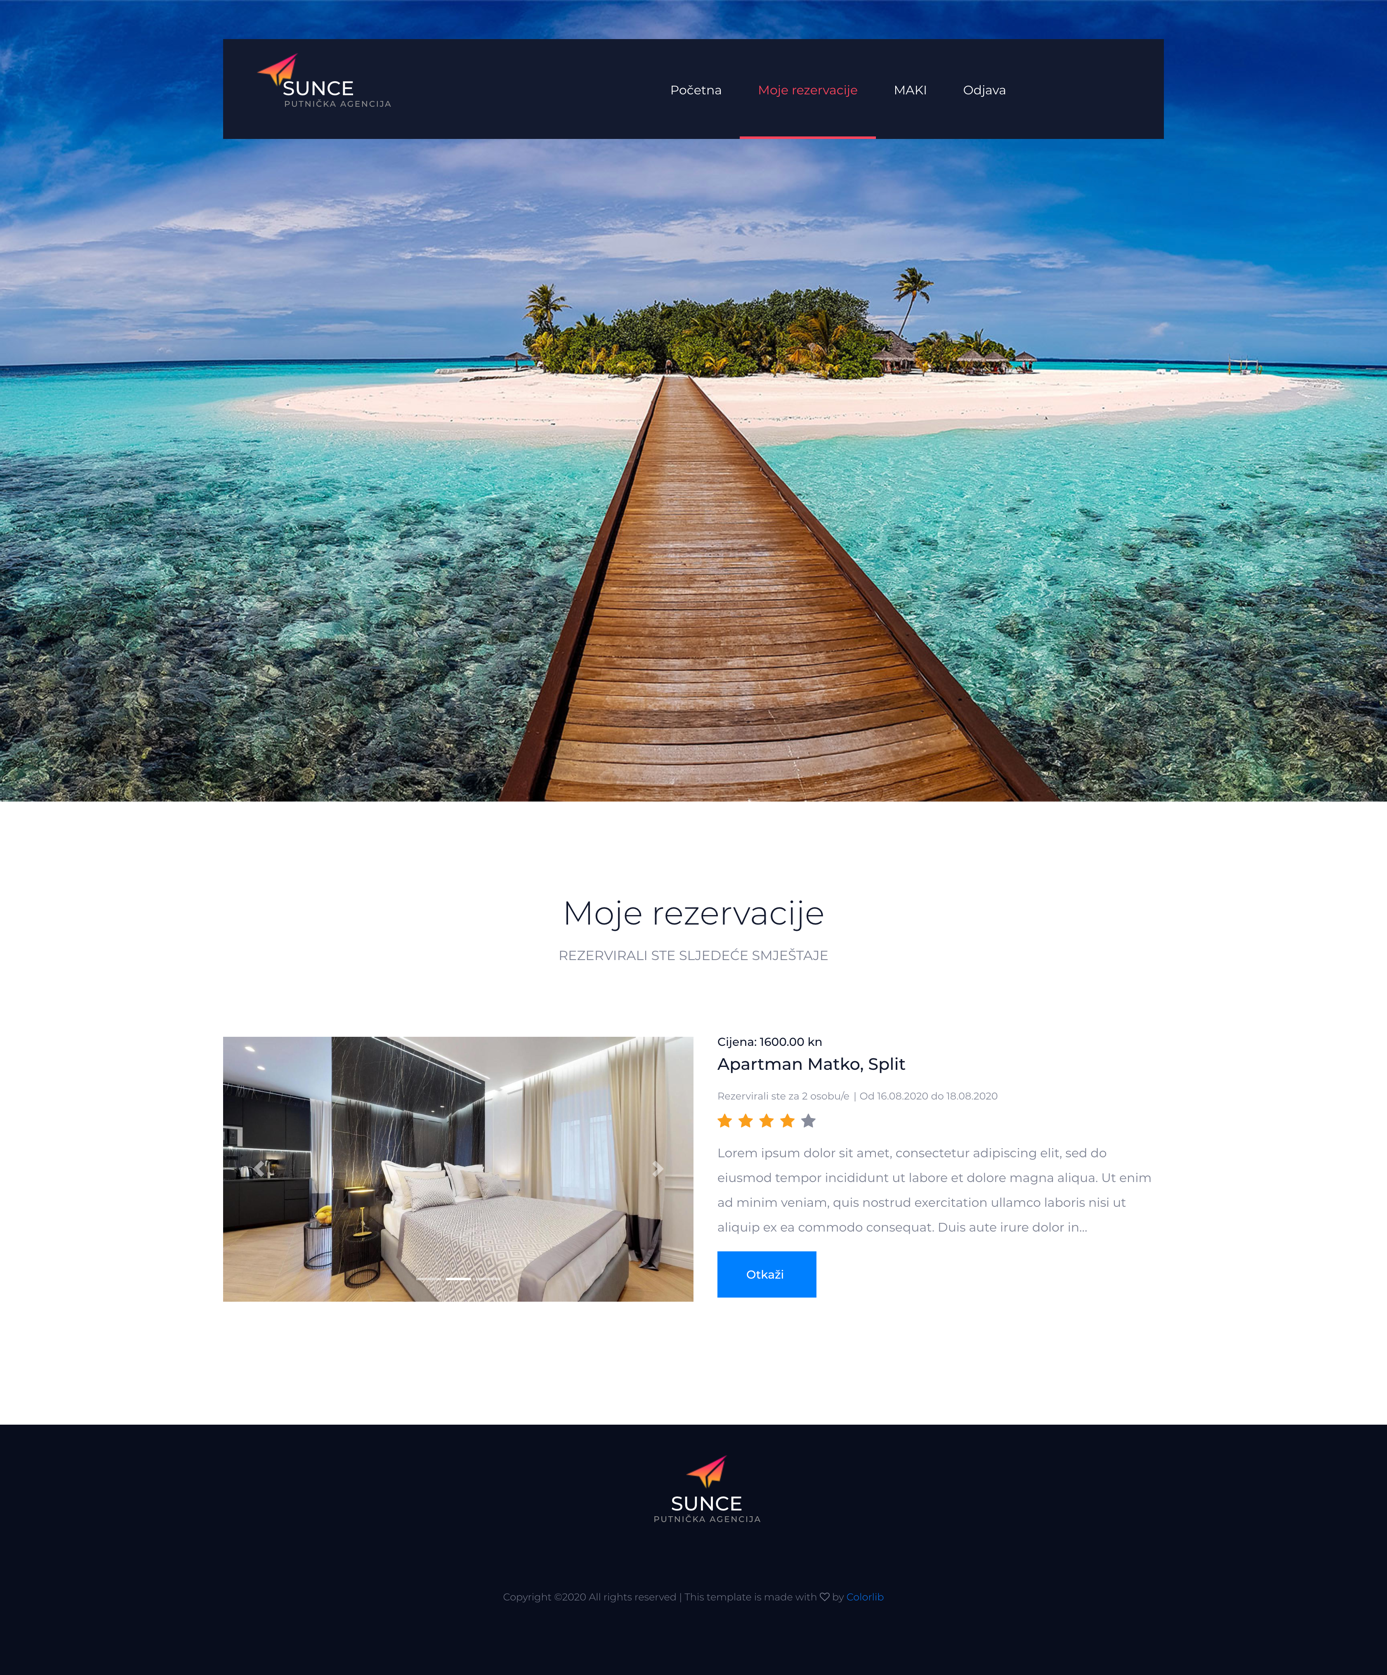 SUNCE
PUTNIČKA AGENCIJA
Početna
Moje rezervacije
MAKI
Odjava
Moje rezervacije
REZERVIRALI STE SLJEDEĆE SMJEŠTAJE
Cijena: 1600.00 kn
Apartman Matko, Split
Rezervirali ste za 2 osobu/e | Od 16.08.2020 do 18.08.2020
Lorem ipsum dolor sit amet, consectetur adipiscing elit, sed do
eiusmod tempor incididunt ut labore et dolore magna aliqua. Ut enim
ad minim veniam, quis nostrud exercitation ullamco laboris nisi ut
aliquip ex ea commodo consequat. Duis aute irure dolor in...
Otkaži
SUNCE
PUTNIČKA AGENCIJA
Copyright ©2020 All rights reserved | This template is made with ♡ by Colorlib